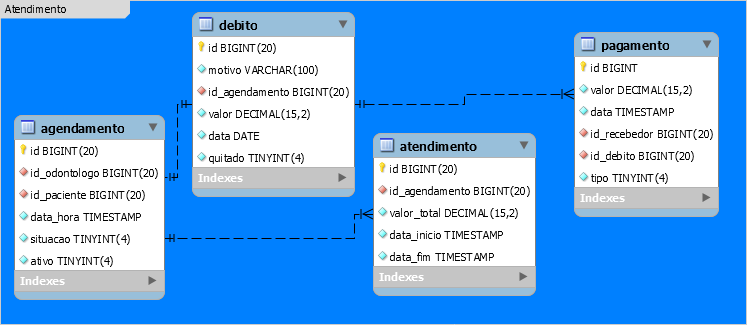 Atendimento
debito
id BIGINT(20)
motivo VARCHAR(100)
id_agendamento BIGINT(20)
valor DECIMAL(15,2)
data DATE
quitado TINYINT(4)
Indexes
pagamento
id BIGINT
valor DECIMAL(15,2)
data TIMESTAMP
id_recebedor BIGINT(20)
id_debito BIGINT(20)
tipo TINYINT(4)
Indexes
agendamento
id BIGINT(20)
id_odontologo BIGINT(20)
id_paciente BIGINT(20)
data_hora TIMESTAMP
situacao TINYINT(4)
ativo TINYINT(4)
Indexes
atendimento
id BIGINT(20)
id_agendamento BIGINT(20)
valor_total DECIMAL(15,2)
data_inicio TIMESTAMP
data_fim TIMESTAMP
Indexes